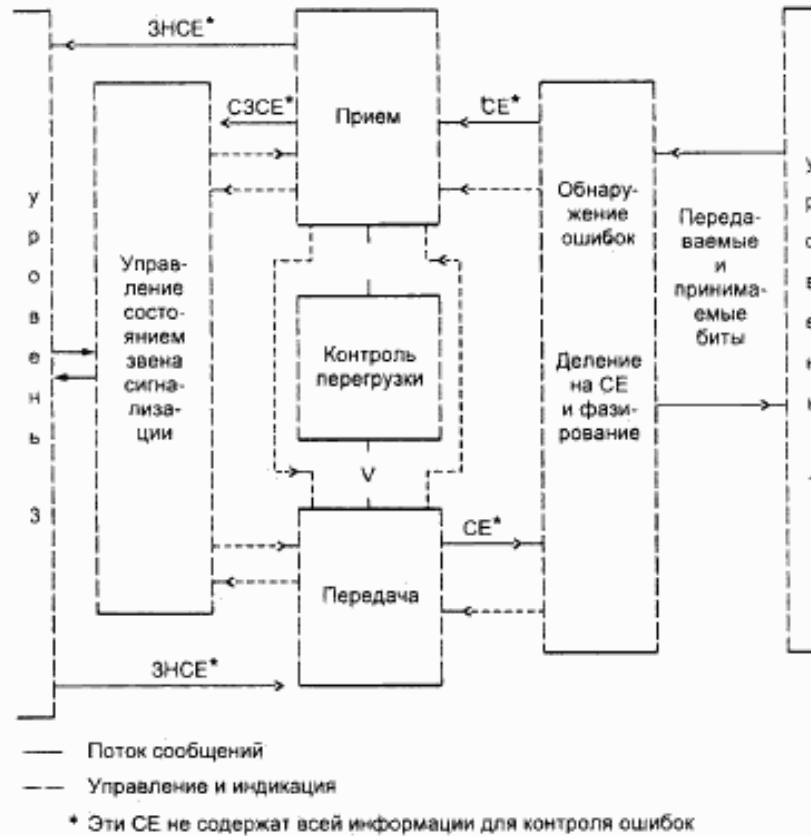 ЗНСЕ*
СЗСЕ*
Прием
СЕ*
уровень 3
Управ-
ление
состо-
янием
звена
сигна-
лиза-
ции
Контроль
перегрузки
Обнару-
жение
ошибок
Деление
на СЕ
и фази-
рование
Переда-
ваемые
и
принима-
емые
биты
СЕ*
Передача
ЗНСЕ*
Поток сообщений
Управление и индикация
* Эти СЕ не содержат всей информации для контроля ошибок